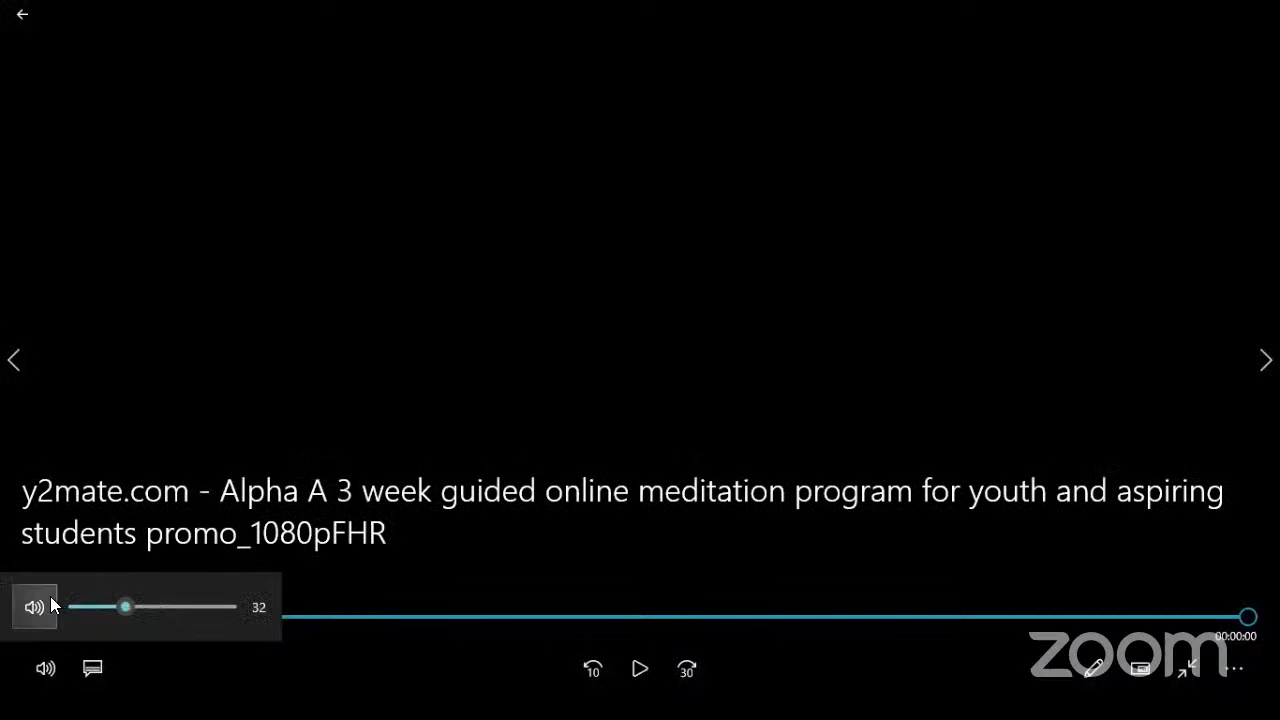 y2mate.com - Alpha A 3 week guided online meditation program for youth and aspiring
students promo_1080pFHR
32
00:00:00
10
30
zoom